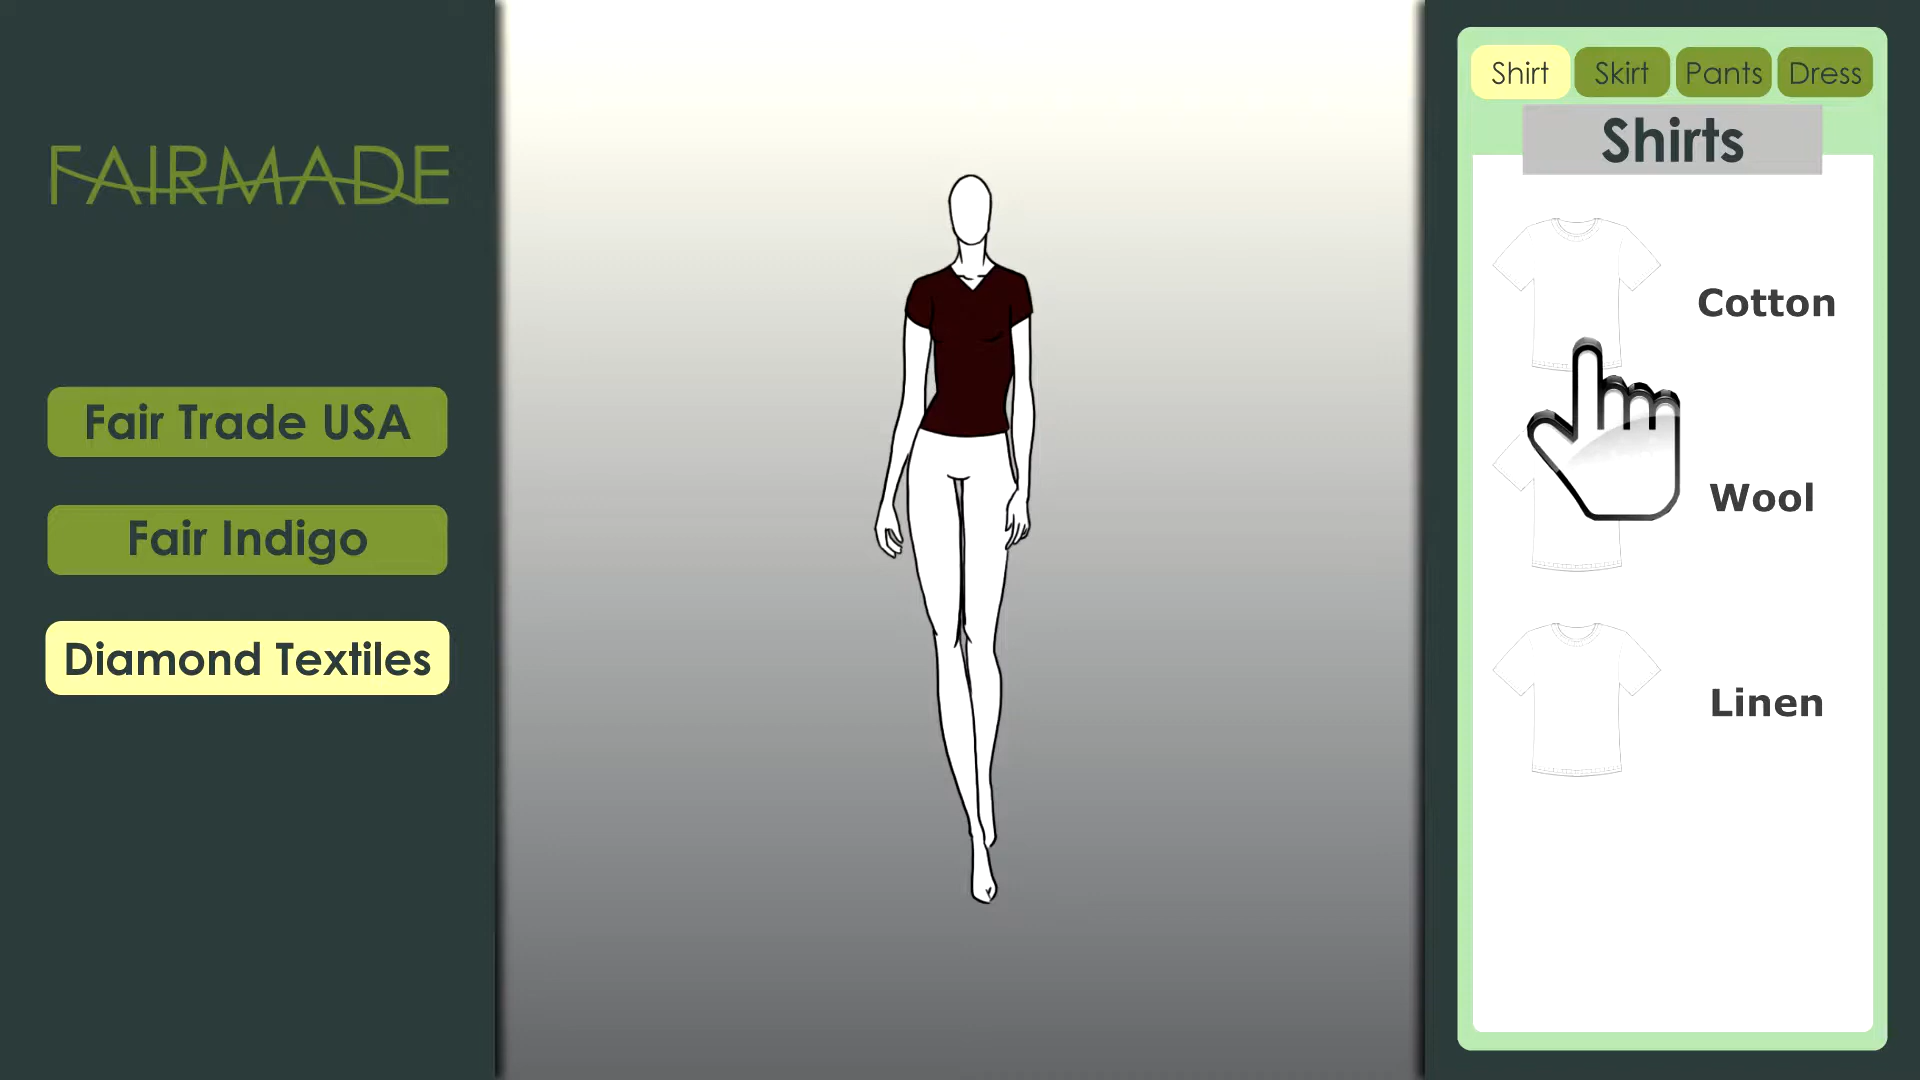 FAIRMADE
Fair Trade USA
Fair Indigo
Diamond Textiles
Shirt Skirt Pants Dress
Shirts
Cotton
Wool
Linen